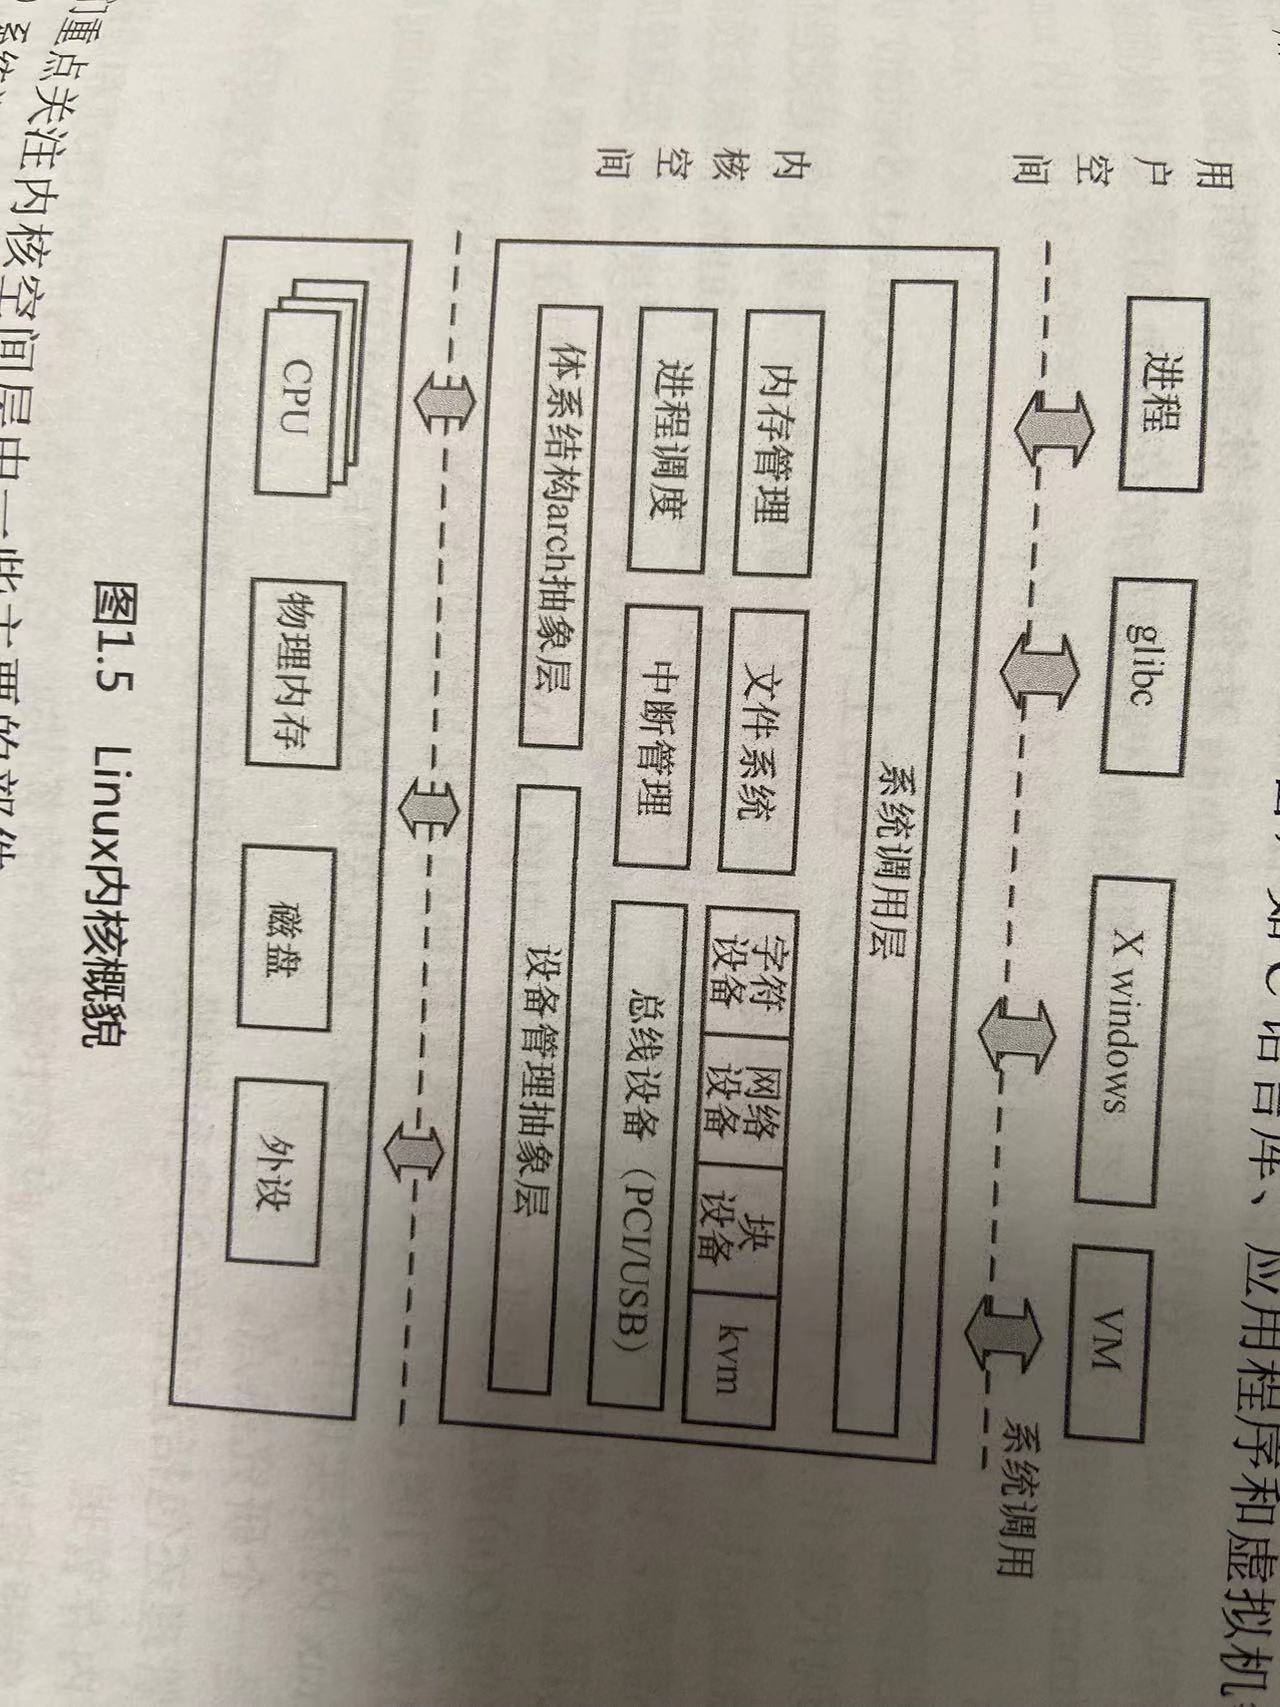 如C语言库、应用程序和虚拟机
用户空间
进程
glibc
X windows
VM
系统调用
内核空间
系统调用层
内存管理
文件系统
字符设备
网络设备
块设备
kvm
进程调度
中断管理
总线设备（PCI/USB）
体系结构arch抽象层
设备管理抽象层
CPU
物理内存
磁盘
外设
图1.5 Linux内核概貌
重点关注内核空间层中一些主要的部件